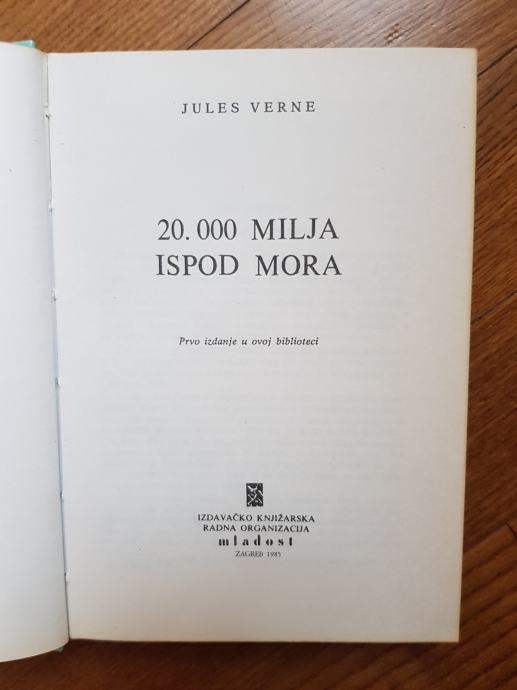 JULES VERNE
20.000 MILJA
ISPOD MORA
Prvo izdanje u ovoj biblioteci
IZDAVAČKO KNJIŽARSKA
RADNA ORGANIZACIJA
mladost
ZAGREB 1985